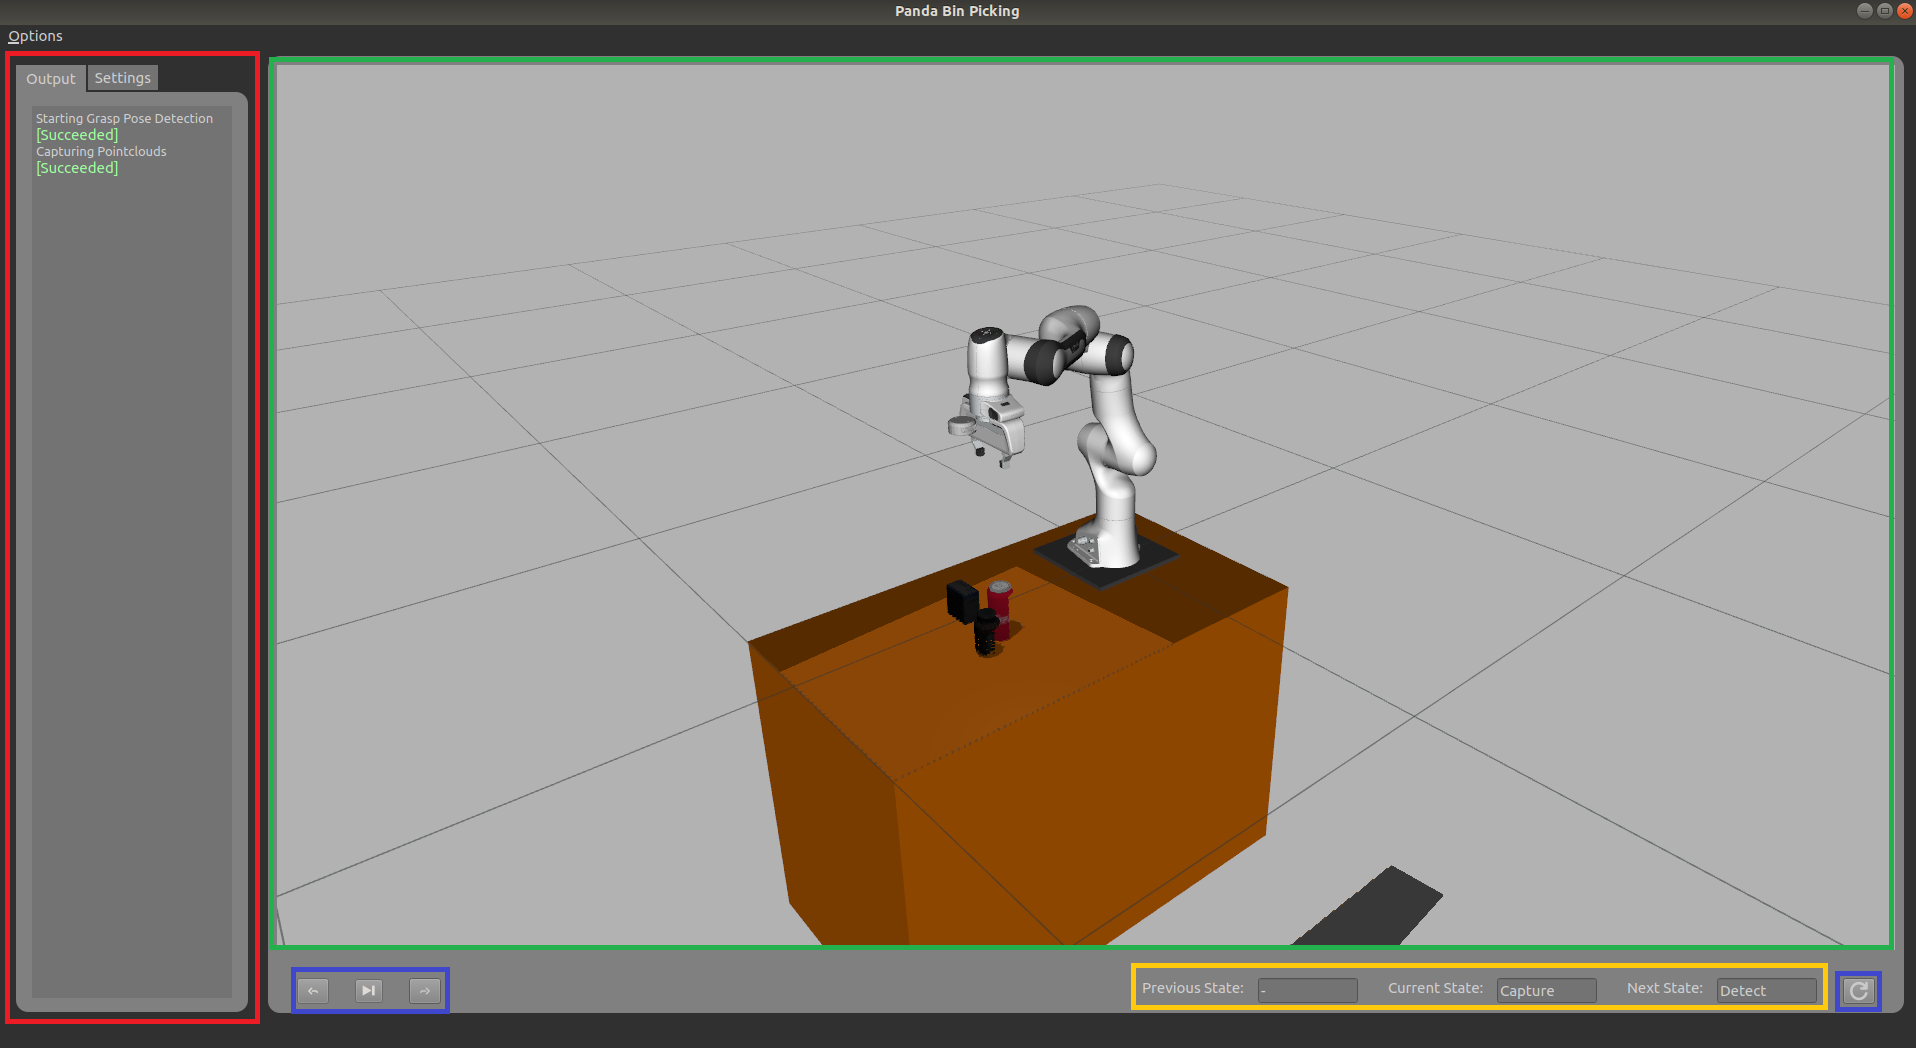 Panda Bin Picking
Options
Output Settings
Starting Grasp Pose Detection
[Succeeded]
Capturing Pointclouds
[Succeeded]
Previous State: - Current State: Capture Next State: Detect